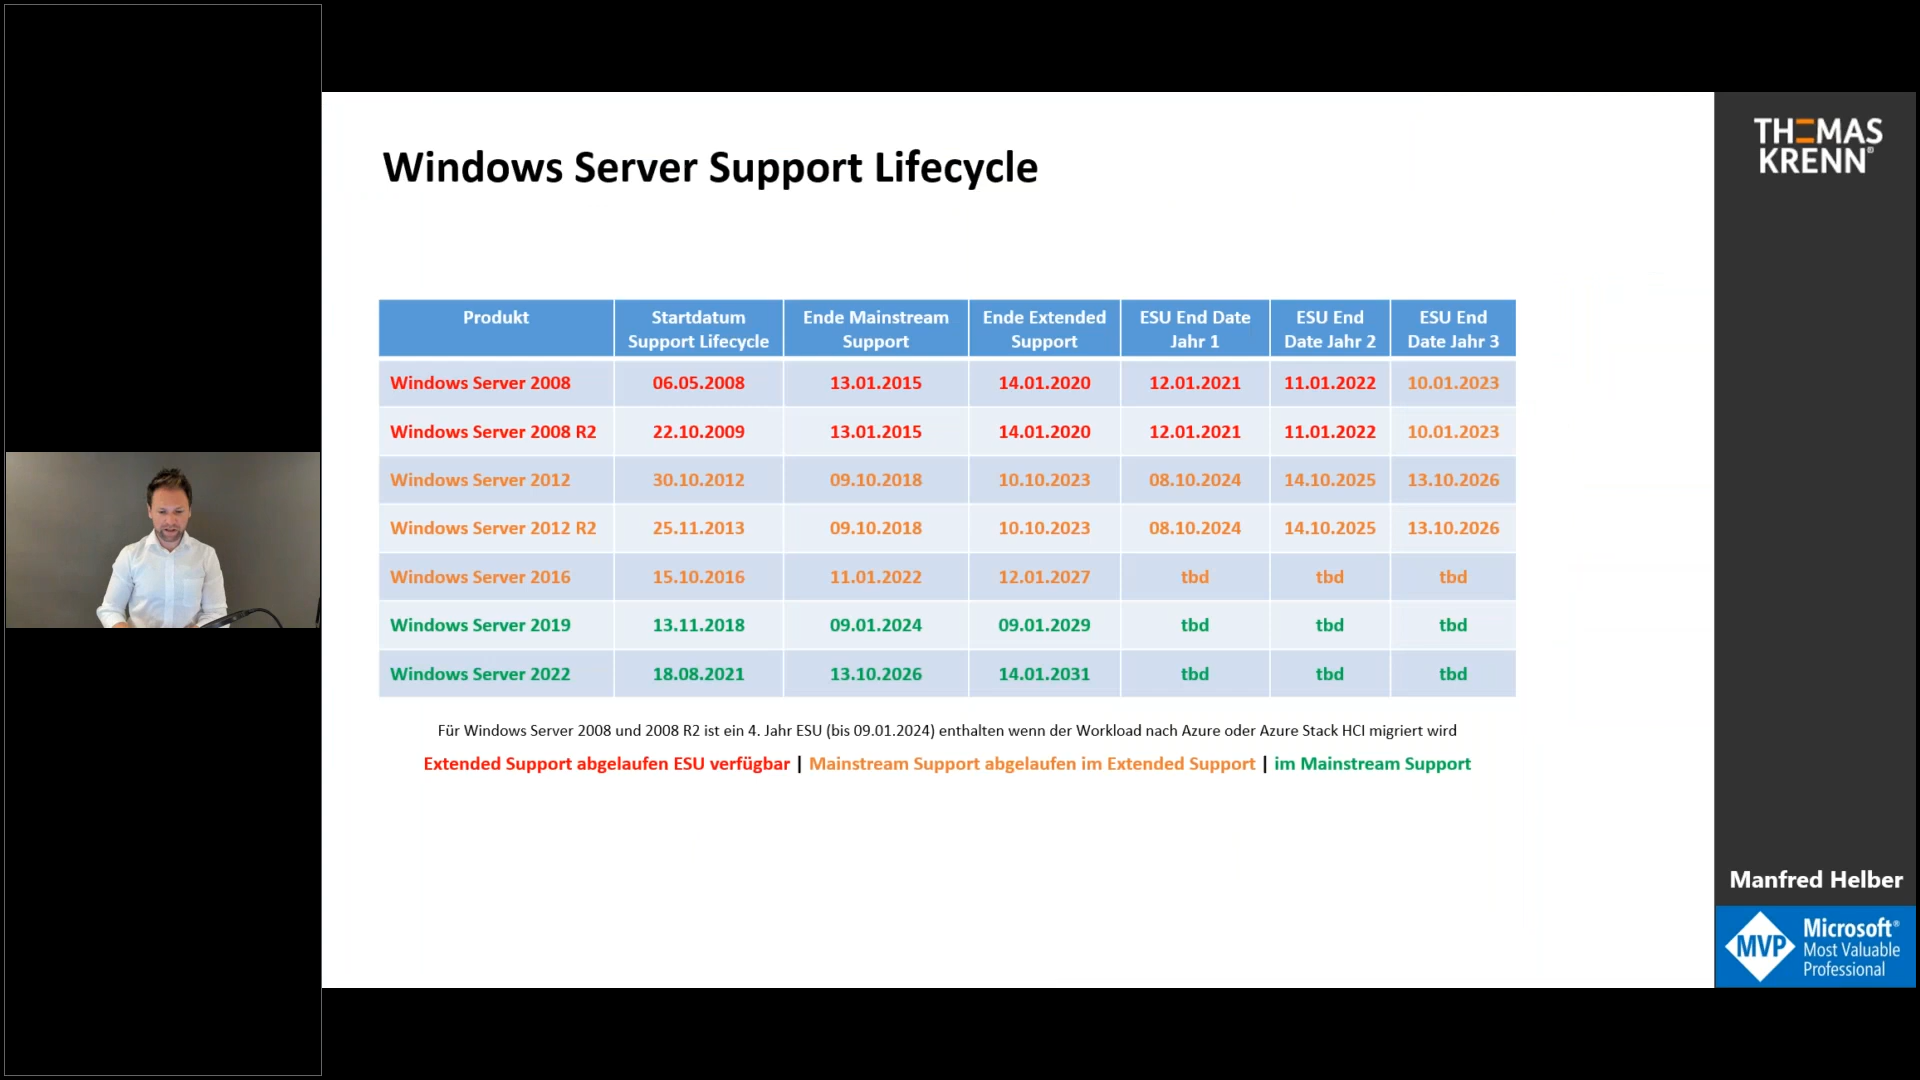 Windows Server Support Lifecycle
Produkt
Startdatum
Support Lifecycle
Ende Mainstream
Support
Ende Extended
Support
ESU End Date
Jahr 1
ESU End
Date Jahr 2
ESU End
Date Jahr 3
Windows Server 2008 06.05.2008 13.01.2015 14.01.2020 12.01.2021 11.01.2022 10.01.2023
Windows Server 2008 R2 22.10.2009 13.01.2015 14.01.2020 12.01.2021 11.01.2022 10.01.2023
Windows Server 2012 30.10.2012 09.10.2018 10.10.2023 08.10.2024 14.10.2025 13.10.2026
Windows Server 2012 R2 25.11.2013 09.10.2018 10.10.2023 08.10.2024 14.10.2025 13.10.2026
Windows Server 2016 15.10.2016 11.01.2022 12.01.2027 tbd tbd tbd
Windows Server 2019 13.11.2018 09.01.2024 09.01.2029 tbd tbd tbd
Windows Server 2022 18.08.2021 13.10.2026 14.01.2031 tbd tbd tbd
Für Windows Server 2008 und 2008 R2 ist ein 4. Jahr ESU (bis 09.01.2024) enthalten wenn der Workload nach Azure oder Azure Stack HCI migriert wird
Extended Support abgelaufen ESU verfügbar | Mainstream Support abgelaufen im Extended Support | im Mainstream Support
THOMAS
KRENN®
Manfred Helber
MVP
Microsoft®
Most Valuable
Professional